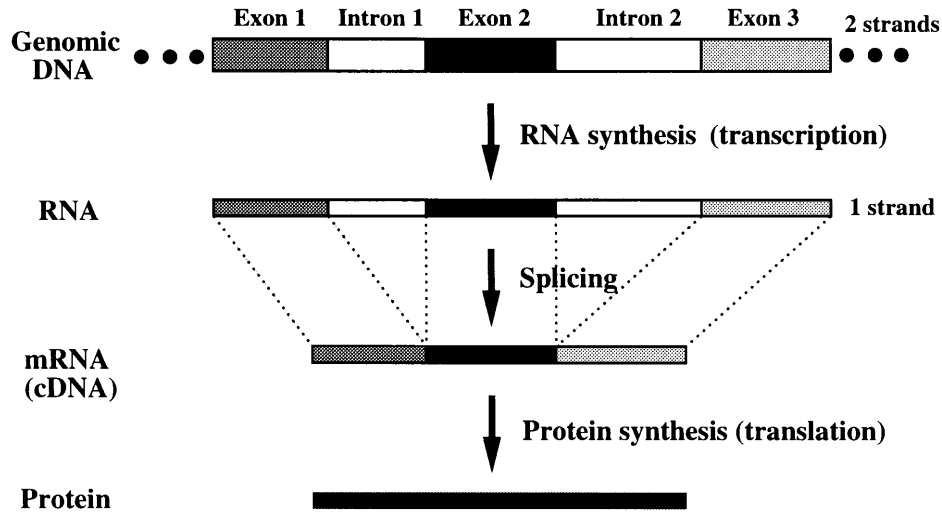 Exon 1 Intron 1 Exon 2 Intron 2 Exon 3 2 strands
Genomic
DNA
RNA synthesis (transcription)
RNA
1 strand
Splicing
mRNA
(cDNA)
Protein synthesis (translation)
Protein